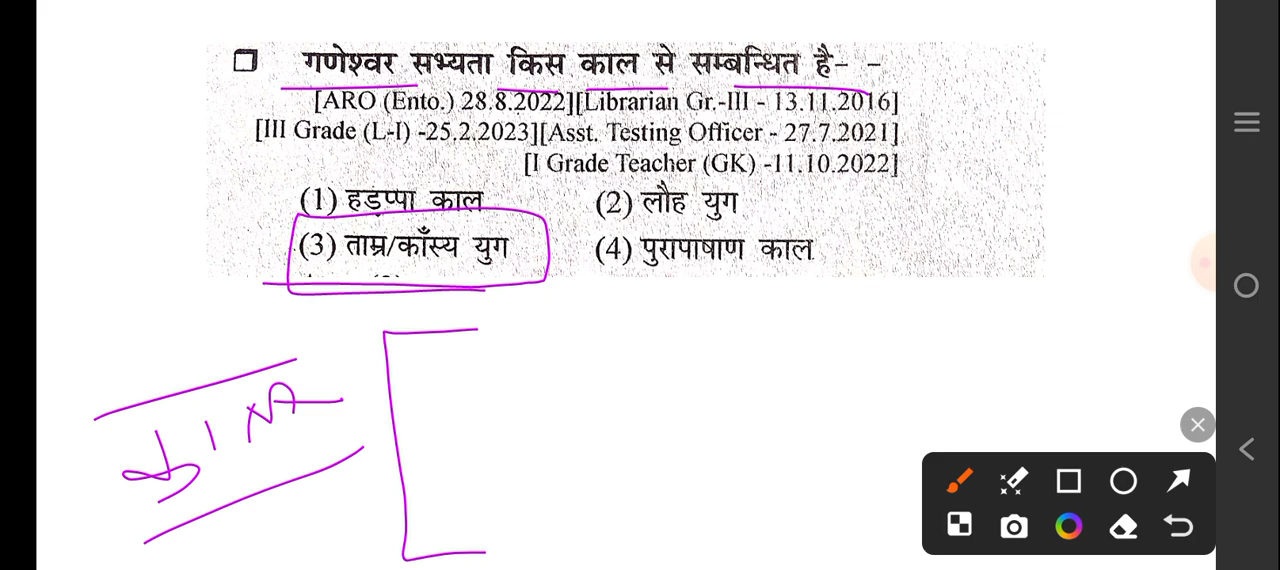 गणेश्वर सभ्यता किस काल से सम्बन्धित है- -
[ARO (Ento.) 28.8.2022][Librarian Gr.-III - 13.11.2016]
[III Grade (L-I) -25.2.2023][Asst. Testing Officer - 27.7.2021]
[I Grade Teacher (GK) -11.10.2022]
(1) हड़प्पा काल (2) लौह युग
(3) ताम्र/काँस्य युग (4) पुरापाषाण काल